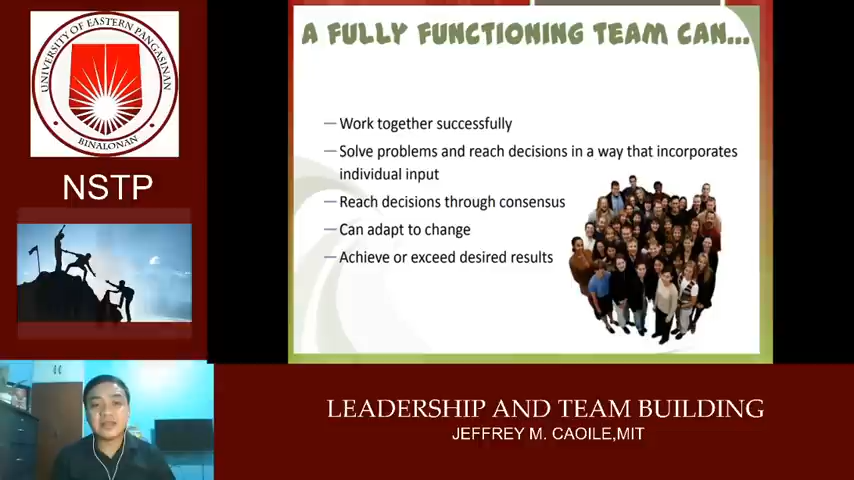 UNIVERSITY OF EASTERN PANGASINAN
BINALONAN
NSTP
A FULLY FUNCTIONING TEAM CAN...
— Work together successfully
— Solve problems and reach decisions in a way that incorporates
individual input
— Reach decisions through consensus
— Can adapt to change
— Achieve or exceed desired results
LEADERSHIP AND TEAM BUILDING
JEFFREY M. CAOILE,MIT